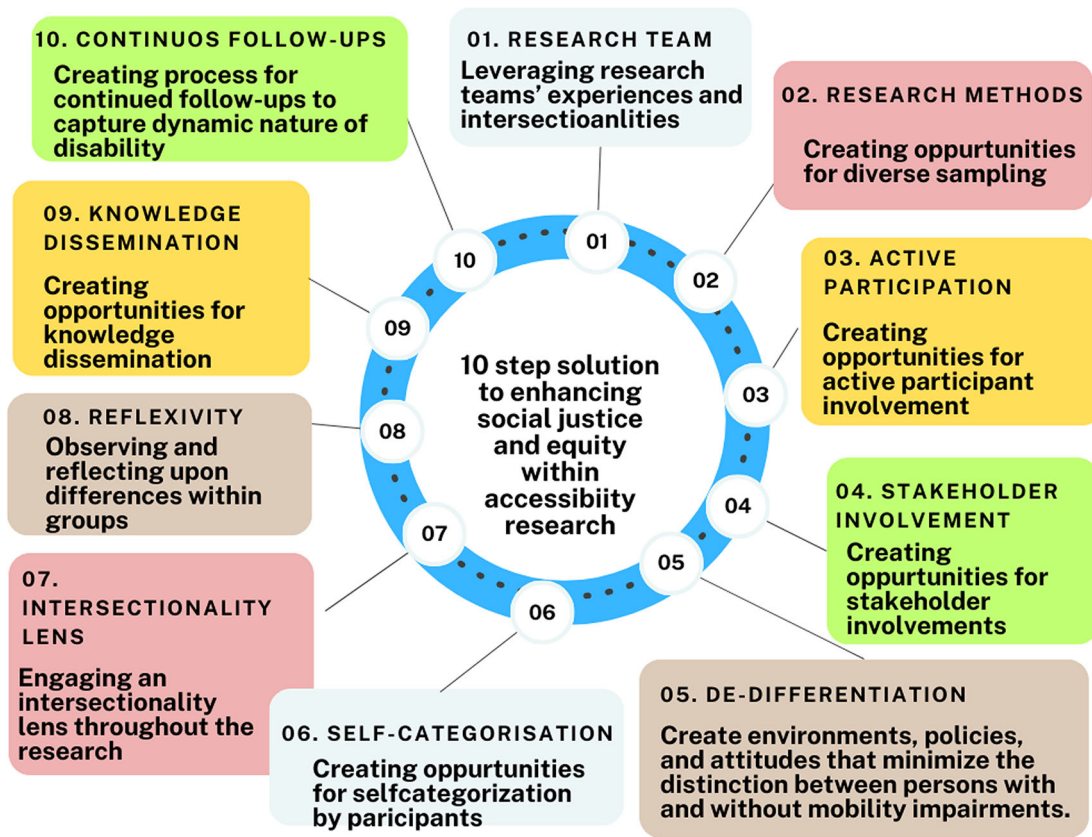 01. RESEARCH TEAM
Leveraging research
teams' experiences and
intersectioanlities
02. RESEARCH METHODS
Creating oppurtunities
for diverse sampling
03. ACTIVE
PARTICIPATION
Creating
opportunities for
active participant
involvement
04. STAKEHOLDER
INVOLVEMENT
Creating
oppurtunities for
stakeholder
involvements
05. DE-DIFFERENTIATION
Create environments, policies,
and attitudes that minimize the
distinction between persons with
and without mobility impairments.
06. SELF-CATEGORISATION
Creating oppurtunities
for selfcategorization
by paricipants
07.
INTERSECTIONALITY
LENS
Engaging an
intersectionality
lens throughout the
research
08. REFLEXIVITY
Observing and
reflecting upon
differences within
groups
09. KNOWLEDGE
DISSEMINATION
Creating
opportunities for
knowledge
dissemination
10. CONTINUOS FOLLOW-UPS
Creating process for
continued follow-ups to
capture dynamic nature of
disability
01
02
03
04
05
06
07
08
09
10
10 step solution
to enhancing
social justice
and equity
within
accessibiity
research